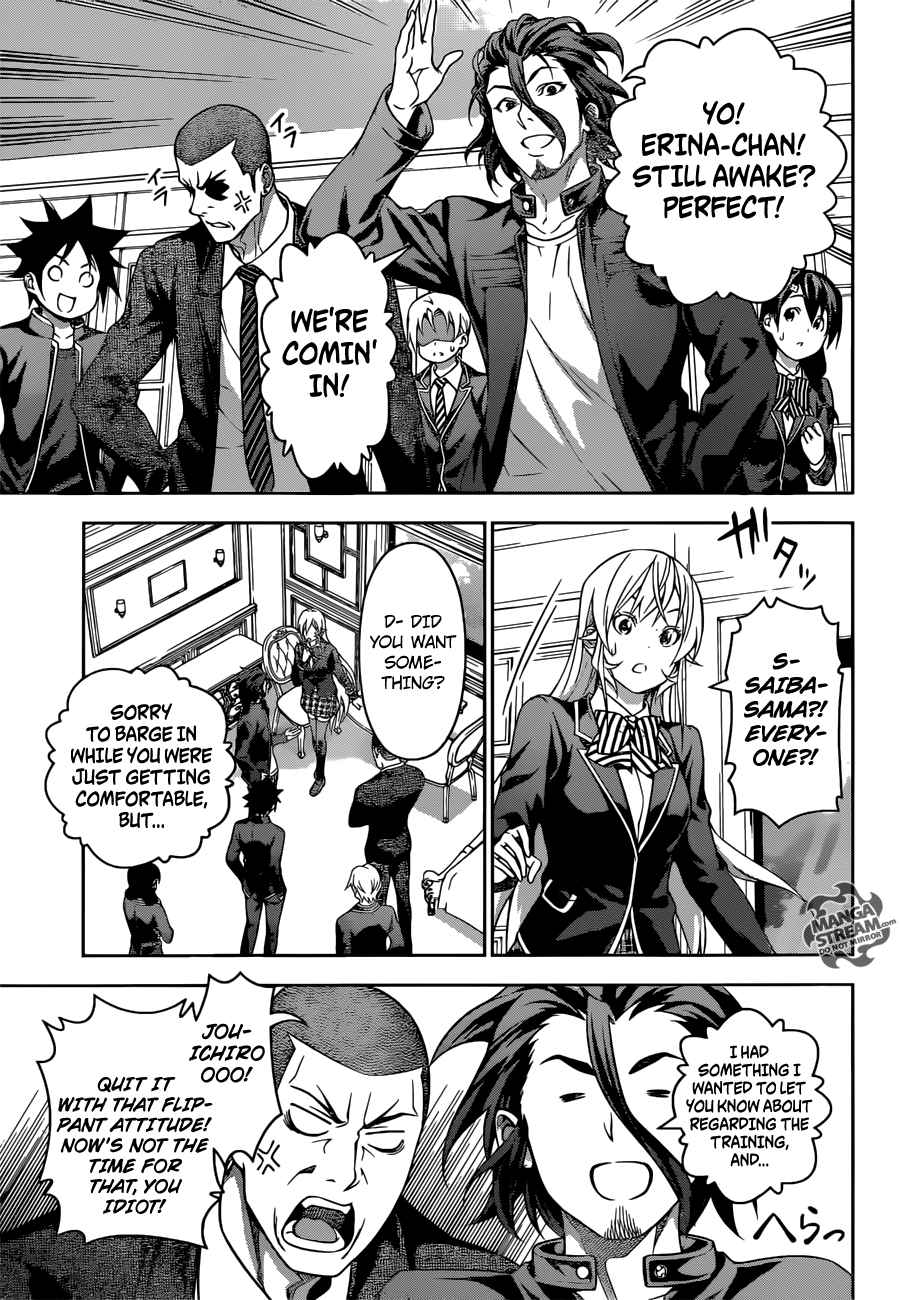 YO!
ERINA-CHAN!
STILL AWAKE?
PERFECT!
WE'RE
COMIN'
IN!
イラ
イラ
ガタッ
S-
SAIBA-
SAMA?!
EVERY-
ONE?!
D- DID
YOU WANT
SOME-
THING?
SORRY
TO BARGE IN
WHILE YOU WERE
JUST GETTING
COMFORTABLE,
BUT...
MANGA
STREAM.com
DO NOT MIRROR
I HAD
SOMETHING I
WANTED TO LET
YOU KNOW ABOUT
REGARDING THE
TRAINING,
AND...
へらっ
JOU-
ICHIRO
OOO!
QUIT IT
WITH THAT FLIP-
PANT ATTITUDE!
NOW'S NOT THE
TIME FOR
THAT, YOU
IDIOT!